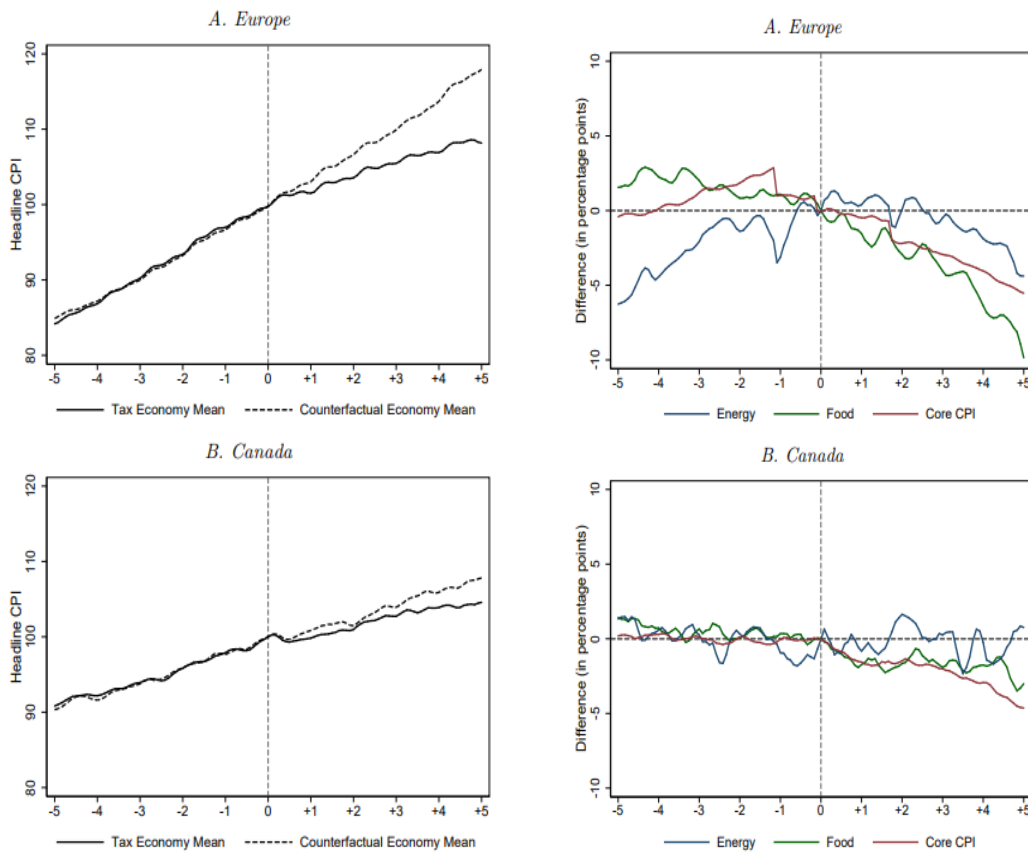 A. Europe
Headline CPI
120
110
100
90
80
-5 -4 -3 -2 -1 0 +1 +2 +3 +4 +5
Tax Economy Mean Counterfactual Economy Mean
A. Europe
Difference (in percentage points)
10
5
0
-5
-10
-5 -4 -3 -2 -1 0 +1 +2 +3 +4 +5
Energy Food Core CPI
B. Canada
Headline CPI
120
110
100
90
80
-5 -4 -3 -2 -1 0 +1 +2 +3 +4 +5
Tax Economy Mean Counterfactual Economy Mean
B. Canada
Difference (in percentage points)
10
5
0
-5
-10
-5 -4 -3 -2 -1 0 +1 +2 +3 +4 +5
Energy Food Core CPI